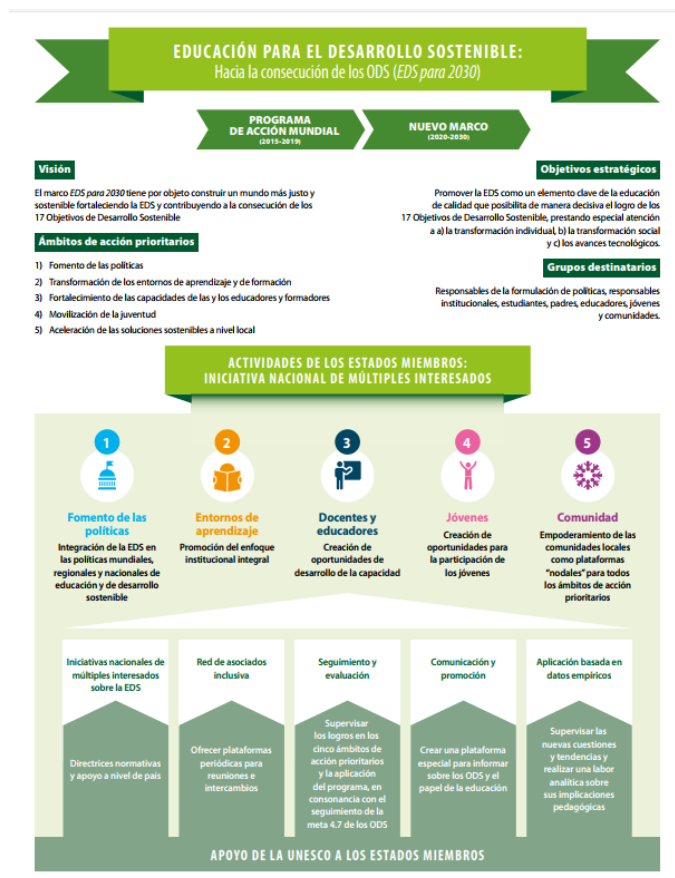 EDUCACIÓN PARA EL DESARROLLO SOSTENIBLE:
Hacia la consecución de los ODS (EDS para 2030)
PROGRAMA
DE ACCIÓN MUNDIAL
(2015-2019)
NUEVO MARCO
(2020-2030)
Visión
El marco EDS para 2030 tiene por objeto construir un mundo más justo y
sostenible fortaleciendo la EDS y contribuyendo a la consecución de los
17 Objetivos de Desarrollo Sostenible
Ámbitos de acción prioritarios
1) Fomento de las políticas
2) Transformación de los entornos de aprendizaje y de formación
3) Fortalecimiento de las capacidades de las y los educadores y formadores
4) Movilización de la juventud
5) Aceleración de las soluciones sostenibles a nivel local
Objetivos estratégicos
Promover la EDS como un elemento clave de la educación
de calidad que posibilita de manera decisiva el logro de los
17 Objetivos de Desarrollo Sostenible, prestando especial atención
a a) la transformación individual, b) la transformación social
y c) los avances tecnológicos.
Grupos destinatarios
Responsables de la formulación de políticas, responsables
institucionales, estudiantes, padres, educadores, jóvenes
y comunidades.
ACTIVIDADES DE LOS ESTADOS MIEMBROS:
INICIATIVA NACIONAL DE MÚLTIPLES INTERESADOS
1
Fomento de las
políticas
Integración de la EDS en
las políticas mundiales,
regionales y nacionales de
educación y de desarrollo
sostenible
2
Entornos de
aprendizaje
Promoción del enfoque
institucional integral
3
Docentes y
educadores
Creación de
oportunidades de
desarrollo de la capacidad
4
Jóvenes
Creación de
oportunidades para
la participación de
los jóvenes
5
Comunidad
Empoderamiento de las
comunidades locales
como plataformas
"nodales" para todos
los ámbitos de acción
prioritarios
Iniciativas nacionales de
múltiples interesados
sobre la EDS
Directrices normativas
y apoyo a nivel de país
Red de asociados
inclusiva
Ofrecer plataformas
periódicas para
reuniones e
intercambios
Seguimiento y
evaluación
Supervisar
los logros en los
cinco ámbitos de
acción prioritarios
y la aplicación
del programa, en
consonancia con el
seguimiento de la
meta 4.7 de los ODS
Comunicación y
promoción
Crear una plataforma
especial para informar
sobre los ODS y el
papel de la educación
Aplicación basada en
datos empíricos
Supervisar las
nuevas cuestiones
y tendencias y
realizar una labor
analítica sobre
sus implicaciones
pedagógicas
APOYO DE LA UNESCO A LOS ESTADOS MIEMBROS